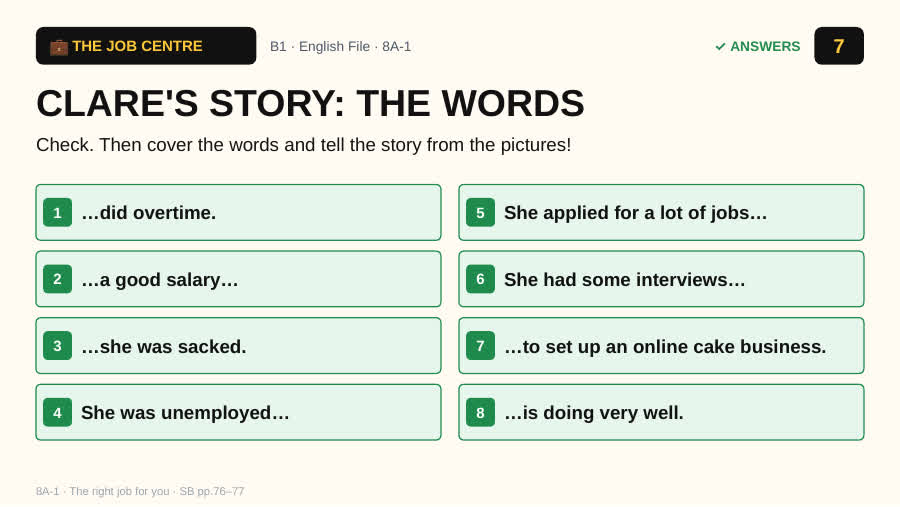 💼 THE JOB CENTRE
B1 · English File · 8A-1
✓ ANSWERS
7
CLARE'S STORY: THE WORDS
Check. Then cover the words and tell the story from the pictures!
1 …did overtime.
2 …a good salary…
3 …she was sacked.
4 She was unemployed…
5 She applied for a lot of jobs…
6 She had some interviews…
7 …to set up an online cake business.
8 …is doing very well.
8A-1 · The right job for you · SB pp.76–77